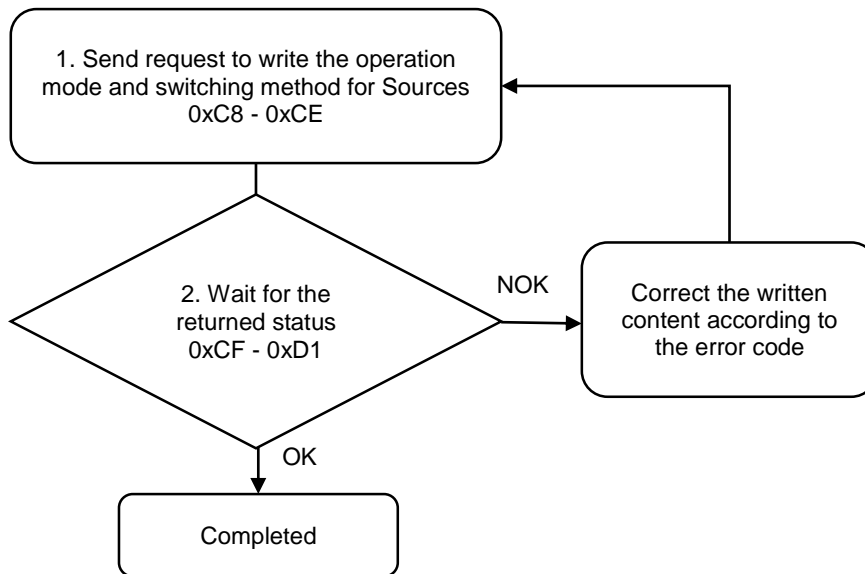 1. Send request to write the operation
mode and switching method for Sources
0xC8 - 0xCE
2. Wait for the
returned status
0xCF - 0xD1
NOK
Correct the written
content according to
the error code
OK
Completed